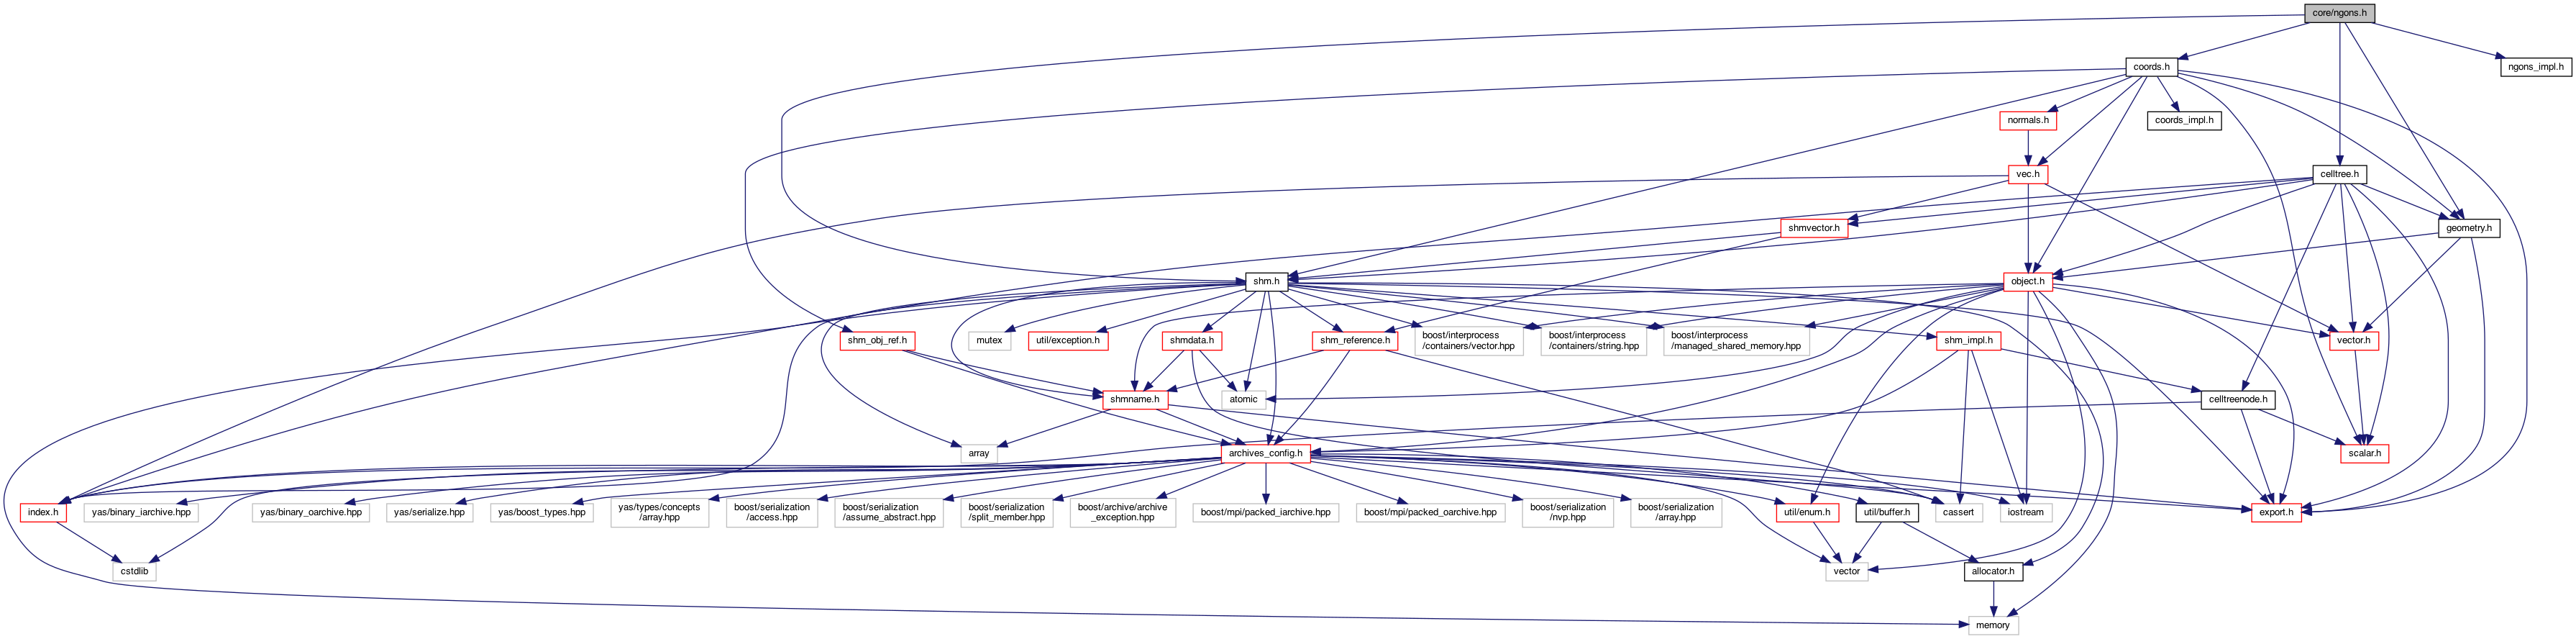 core/ngons.h
coords.h
ngons_impl.h
normals.h
coords_impl.h
vec.h
celltree.h
shmvector.h
geometry.h
shm.h
object.h
mutex
util/exception.h
shm_obj_ref.h
shmdata.h
shm_reference.h
boost/interprocess
/containers/vector.hpp
boost/interprocess
/containers/string.hpp
boost/interprocess
/managed_shared_memory.hpp
shm_impl.h
vector.h
shmname.h
atomic
celltreenode.h
array
archives_config.h
scalar.h
index.h
yas/binary_iarchive.hpp
yas/binary_oarchive.hpp
yas/serialize.hpp
yas/boost_types.hpp
yas/types/concepts
/array.hpp
boost/serialization
/access.hpp
boost/serialization
/assume_abstract.hpp
boost/serialization
/split_member.hpp
boost/archive/archive
_exception.hpp
boost/mpi/packed_iarchive.hpp
boost/mpi/packed_oarchive.hpp
boost/serialization
/nvp.hpp
boost/serialization
/array.hpp
util/enum.h
util/buffer.h
cassert
iostream
export.h
cstdlib
vector
allocator.h
memory